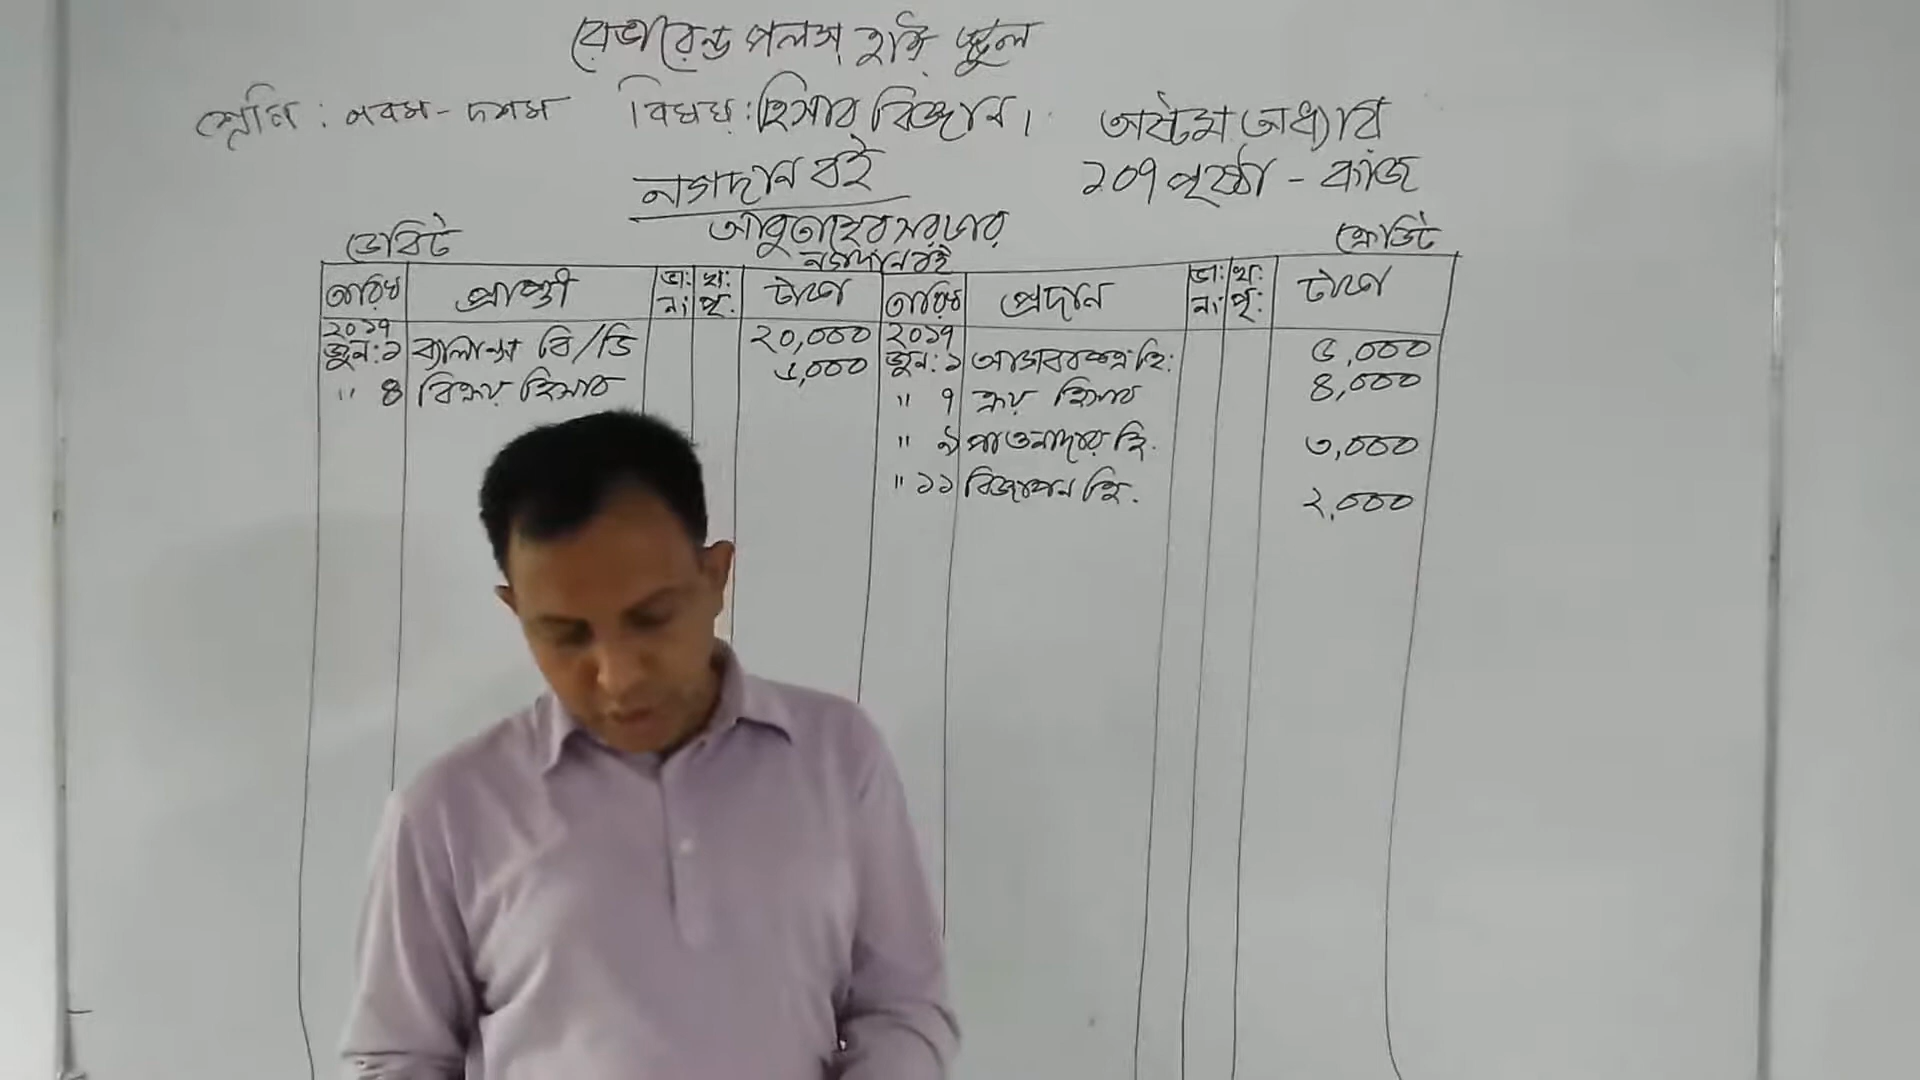 রেভারেন্ড পলস্ হাই স্কুল
শ্রেণি : নবম - দশম বিষয় : হিসাব বিজ্ঞান। অষ্টম অধ্যায়
নগদান বই ২০৭ পৃষ্ঠা - কাজ
ডেবিট আবু তাহের সরদার ক্রেডিট
নগদান বই
তারিখ প্রাপ্তী ভা: ন: খ: পৃ: টাকা তারিখ প্রদান ভা: ন: খ: পৃ: টাকা
২০১৭ ২০,০০০ ২০১৭
জুন: ১ ব্যালান্স বি/ডি জুন: ১ আসবাবপত্র হি: ৫,০০০
" ৪ বিক্রয় হিসাব ৫,০০০ " ৭ ক্রয় হিসাব ৪,০০০
" ৯ পাওনাদার হি. ৩,০০০
" ১১ বিজ্ঞাপন হি. ২,০০০